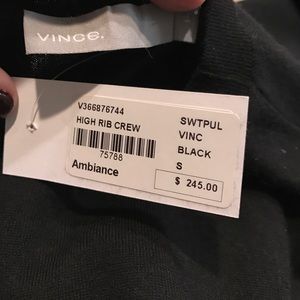 VINCE.
V366876744
HIGH RIB CREW
75788
Ambiance
SWTPUL
VINC
BLACK
S
$ 245.00